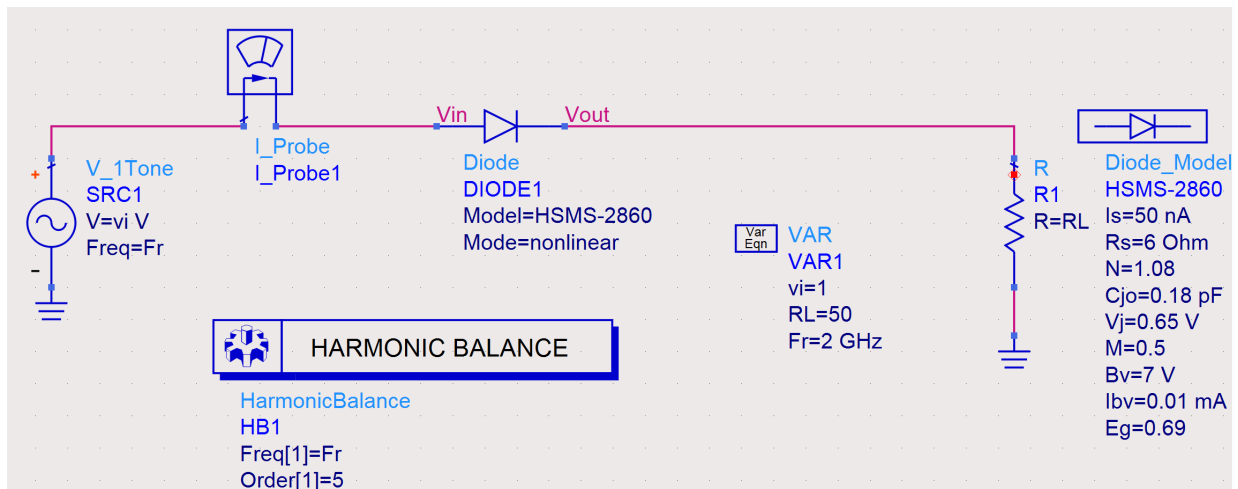 Vin
Vout
I_Probe
I_Probe1
V_1Tone
SRC1
V=vi V
Freq=Fr
+
-
Diode
DIODE1
Model=HSMS-2860
Mode=nonlinear
Var
Eqn
VAR
VAR1
vi=1
RL=50
Fr=2 GHz
R
R1
R=RL
Diode_Model
HSMS-2860
Is=50 nA
Rs=6 Ohm
N=1.08
Cjo=0.18 pF
Vj=0.65 V
M=0.5
Bv=7 V
Ibv=0.01 mA
Eg=0.69
HARMONIC BALANCE
HarmonicBalance
HB1
Freq[1]=Fr
Order[1]=5